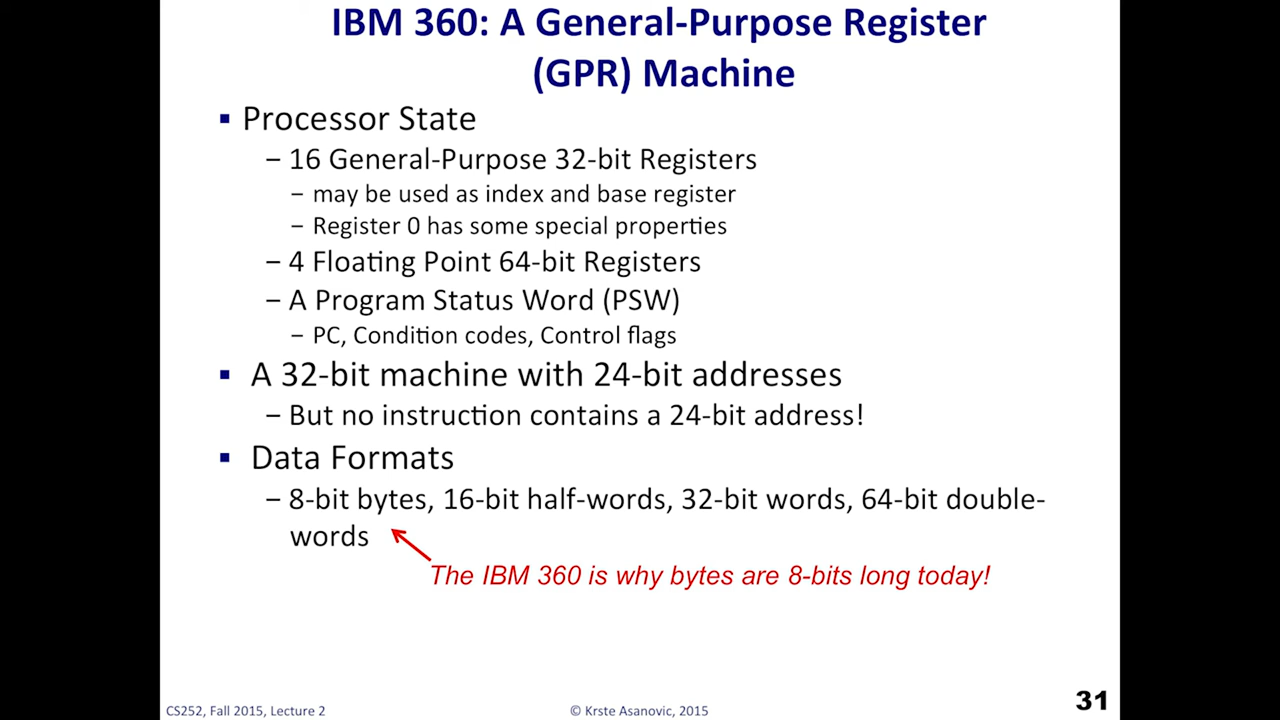 IBM 360: A General-Purpose Register
(GPR) Machine
▪ Processor State
– 16 General-Purpose 32-bit Registers
– may be used as index and base register
– Register 0 has some special properties
– 4 Floating Point 64-bit Registers
– A Program Status Word (PSW)
– PC, Condition codes, Control flags
▪ A 32-bit machine with 24-bit addresses
– But no instruction contains a 24-bit address!
▪ Data Formats
– 8-bit bytes, 16-bit half-words, 32-bit words, 64-bit double-
words
The IBM 360 is why bytes are 8-bits long today!
CS252, Fall 2015, Lecture 2
© Krste Asanovic, 2015
31